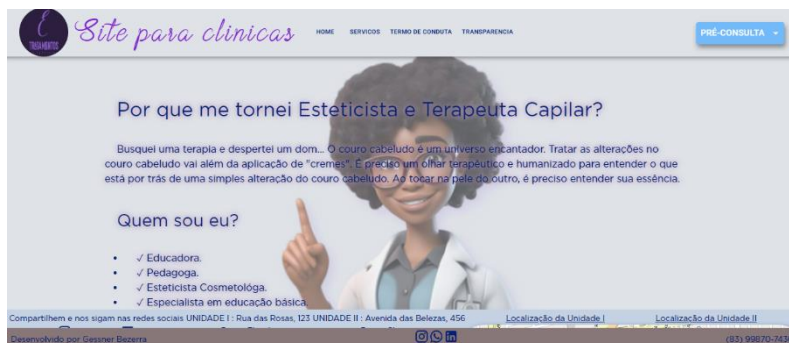 E
TRATAMENTOS
Site para clinicas
HOME SERVICOS TERMO DE CONDUTA TRANSPARENCIA
PRÉ-CONSULTA
Por que me tornei Esteticista e Terapeuta Capilar?
Busquei uma terapia e despertei um dom... O couro cabeludo é um universo encantador. Tratar as alterações no
couro cabeludo vai além da aplicação de "cremes". É preciso um olhar terapêutico e humanizado para entender o que
está por trás de uma simples alteração do couro cabeludo. Ao tocar na pele do outro, é preciso entender sua essência.
Quem sou eu?
• √ Educadora.
• √ Pedagoga.
• √ Esteticista Cosmetológa.
• √ Especialista em educação básica.
Compartilhem e nos sigam nas redes sociais UNIDADE I : Rua das Rosas, 123 UNIDADE II : Avenida das Belezas, 456 Localização da Unidade I Localização da Unidade II
Desenvolvido por Gessner Bezerra